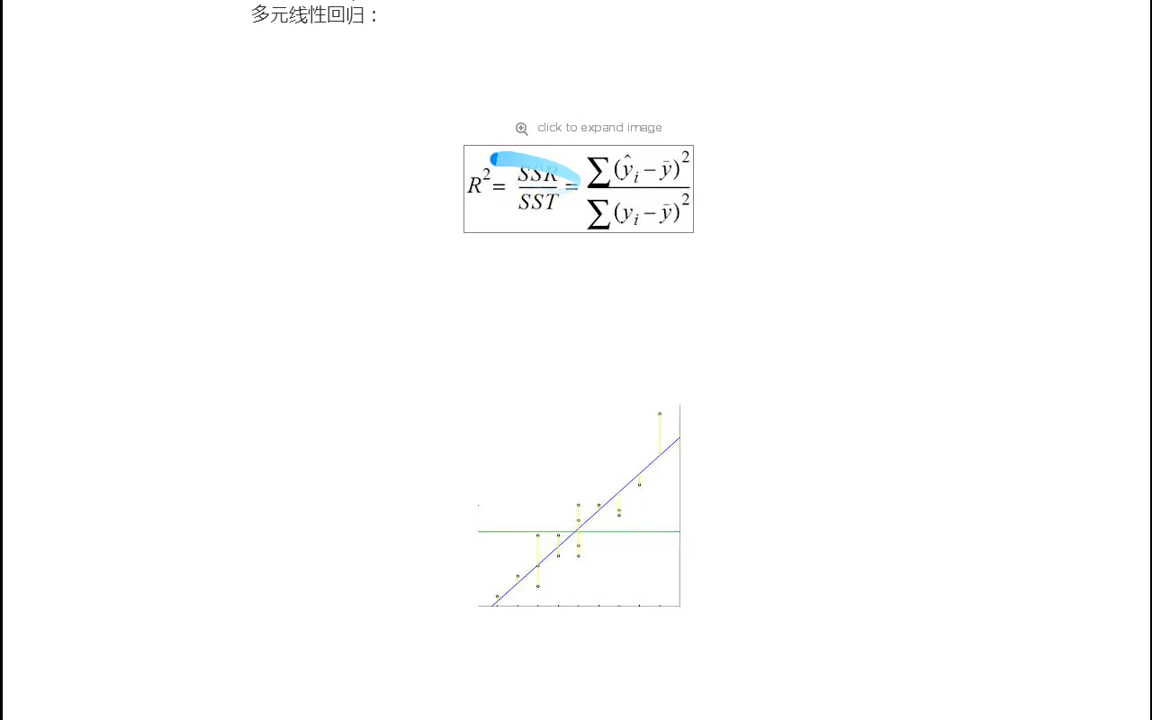 多元线性回归：
click to expand image
R²= SSR/SST = ∑(ŷᵢ − ȳ)² / ∑(yᵢ − ȳ)²